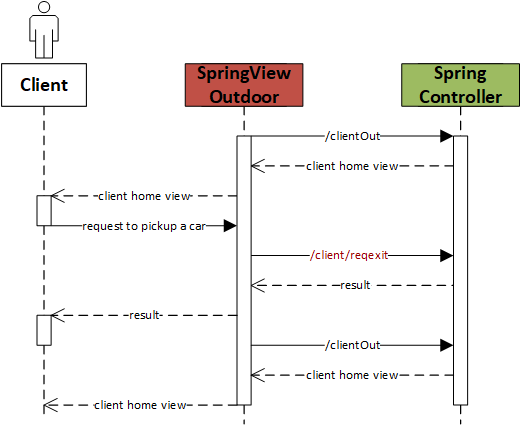 Client
SpringView
Outdoor
Spring
Controller
/clientOut
client home view
client home view
request to pickup a car
/client/reqexit
result
result
/clientOut
client home view
client home view